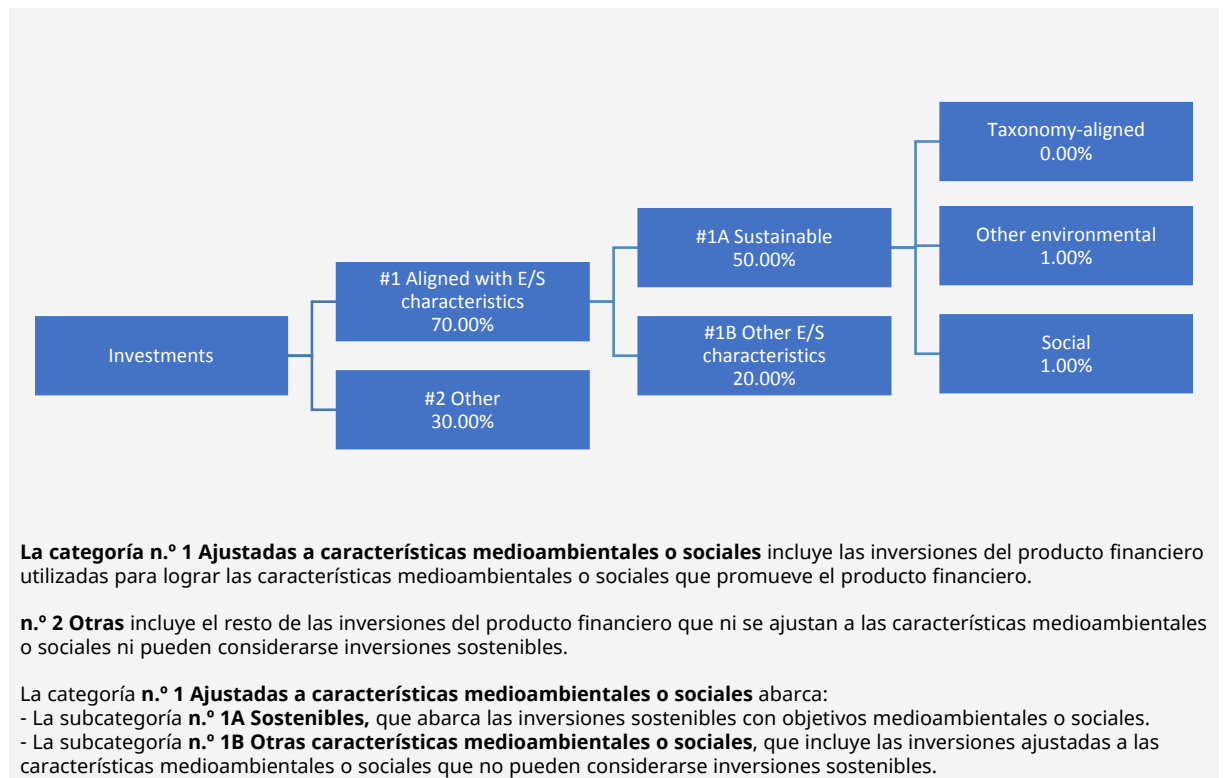 Taxonomy-aligned
0.00%
#1A Sustainable
50.00%
Other environmental
1.00%
#1 Aligned with E/S
characteristics
70.00%
Investments
#1B Other E/S
characteristics
20.00%
Social
1.00%
#2 Other
30.00%
La categoría n.º 1 Ajustadas a características medioambientales o sociales incluye las inversiones del producto financiero
utilizadas para lograr las características medioambientales o sociales que promueve el producto financiero.
n.º 2 Otras incluye el resto de las inversiones del producto financiero que ni se ajustan a las características medioambientales
o sociales ni pueden considerarse inversiones sostenibles.
La categoría n.º 1 Ajustadas a características medioambientales o sociales abarca:
- La subcategoría n.º 1A Sostenibles, que abarca las inversiones sostenibles con objetivos medioambientales o sociales.
- La subcategoría n.º 1B Otras características medioambientales o sociales, que incluye las inversiones ajustadas a las
características medioambientales o sociales que no pueden considerarse inversiones sostenibles.